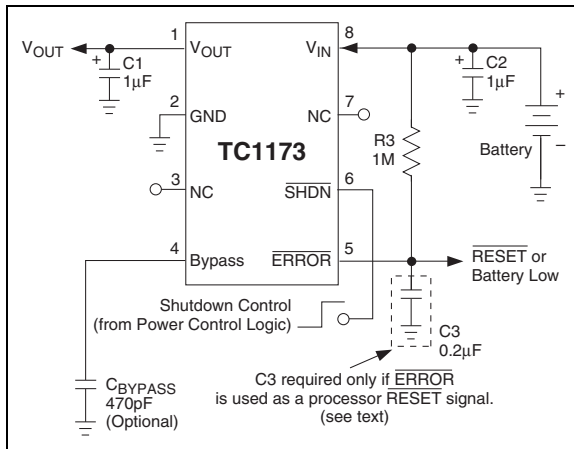 1
8
VOUT
VOUT
VIN
+
C1
1µF
+
C2
1µF
2
GND
7
NC
+
–
Battery
TC1173
R3
1M
3
NC
6
SHDN
4
Bypass
5
ERROR
RESET or
Battery Low
Shutdown Control
(from Power Control Logic)
C3
0.2µF
CBYPASS
470pF
(Optional)
C3 required only if ERROR
is used as a processor RESET signal.
(see text)